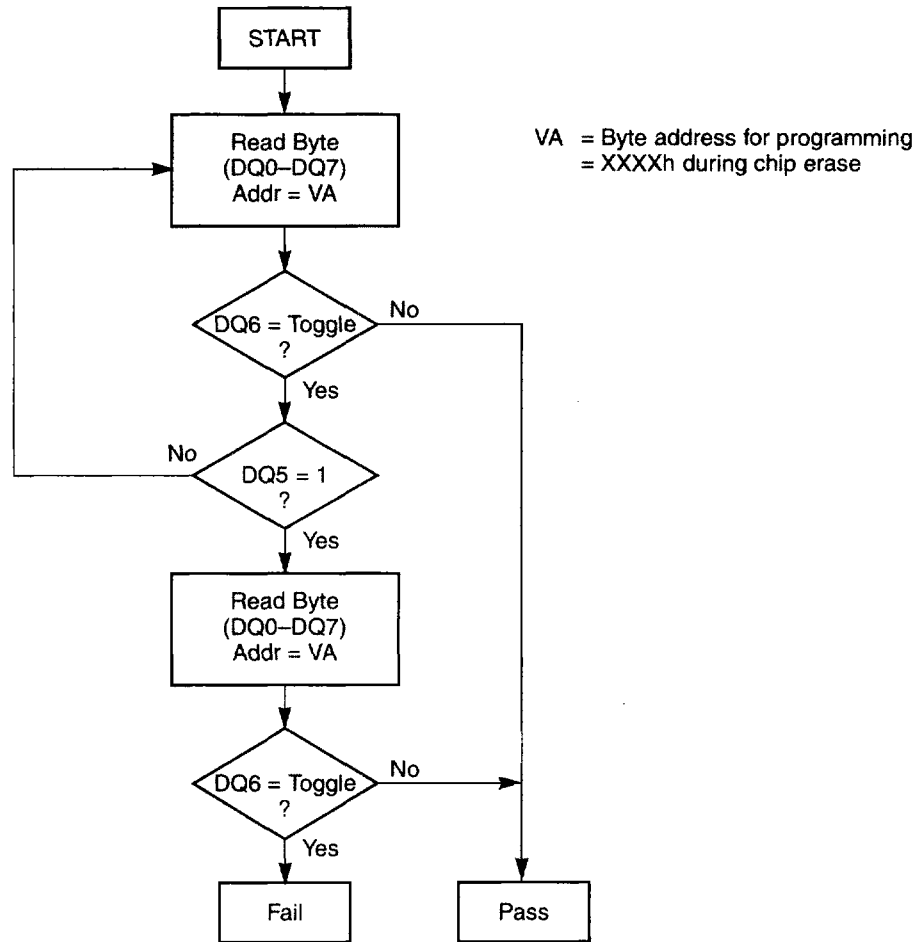 START
Read Byte
(DQ0–DQ7)
Addr = VA
VA = Byte address for programming
= XXXXh during chip erase
DQ6 = Toggle
?
No
Yes
No
DQ5 = 1
?
Yes
Read Byte
(DQ0–DQ7)
Addr = VA
DQ6 = Toggle
?
No
Yes
Fail
Pass